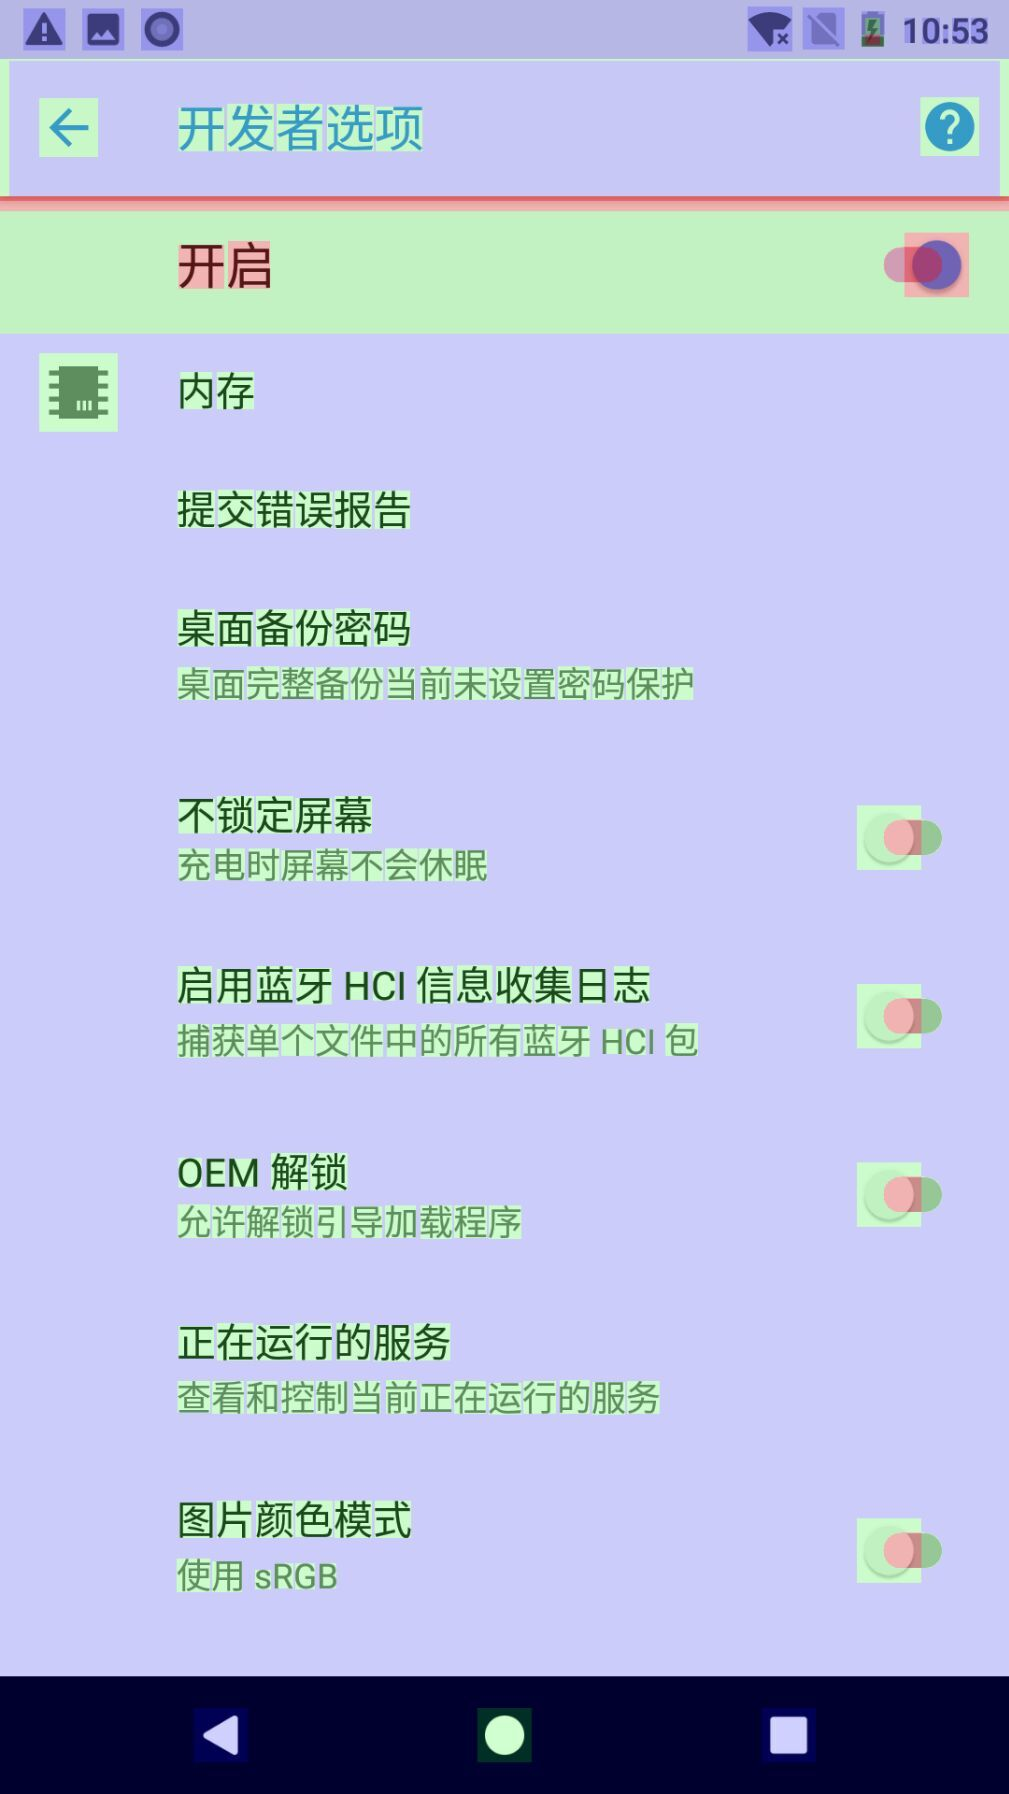 10:53
开发者选项
开启
内存
提交错误报告
桌面备份密码
桌面完整备份当前未设置密码保护
不锁定屏幕
充电时屏幕不会休眠
启用蓝牙 HCI 信息收集日志
捕获单个文件中的所有蓝牙 HCI 包
OEM 解锁
允许解锁引导加载程序
正在运行的服务
查看和控制当前正在运行的服务
图片颜色模式
使用 sRGB